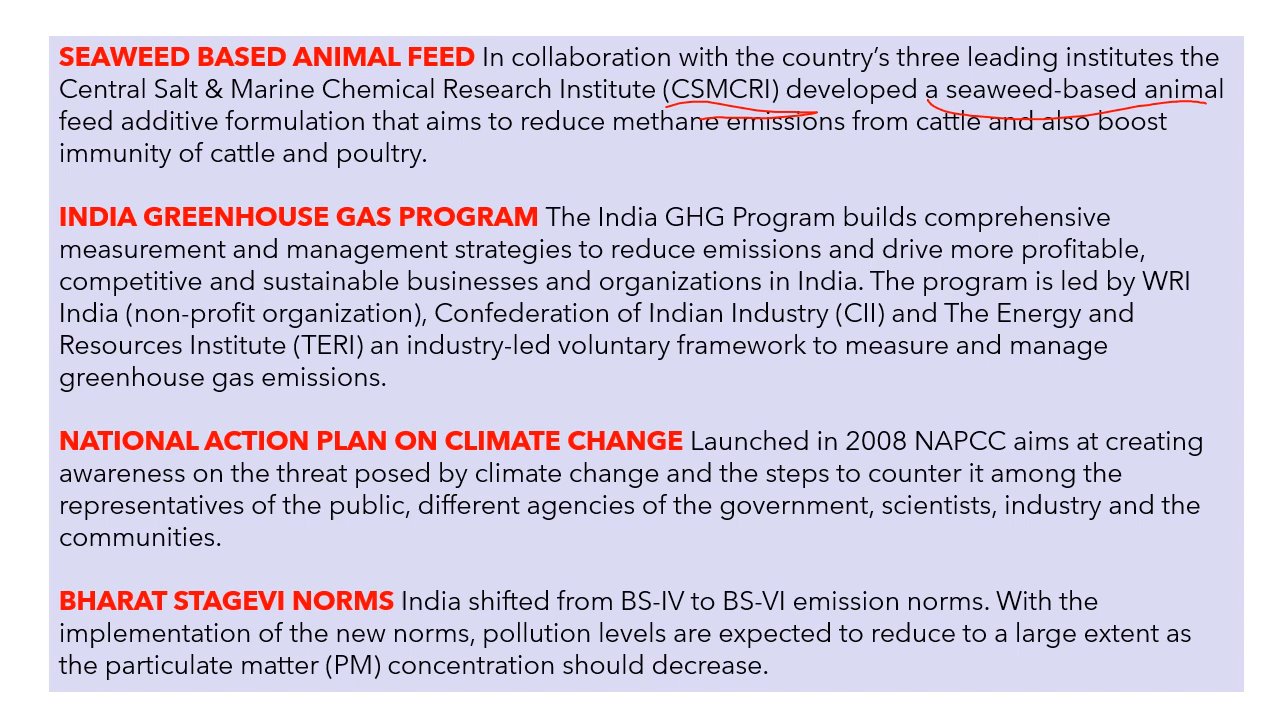 SEAWEED BASED ANIMAL FEED In collaboration with the country's three leading institutes the
Central Salt & Marine Chemical Research Institute (CSMCRI) developed a seaweed-based animal
feed additive formulation that aims to reduce methane emissions from cattle and also boost
immunity of cattle and poultry.
INDIA GREENHOUSE GAS PROGRAM The India GHG Program builds comprehensive
measurement and management strategies to reduce emissions and drive more profitable,
competitive and sustainable businesses and organizations in India. The program is led by WRI
India (non-profit organization), Confederation of Indian Industry (CII) and The Energy and
Resources Institute (TERI) an industry-led voluntary framework to measure and manage
greenhouse gas emissions.
NATIONAL ACTION PLAN ON CLIMATE CHANGE Launched in 2008 NAPCC aims at creating
awareness on the threat posed by climate change and the steps to counter it among the
representatives of the public, different agencies of the government, scientists, industry and the
communities.
BHARAT STAGEVI NORMS India shifted from BS-IV to BS-VI emission norms. With the
implementation of the new norms, pollution levels are expected to reduce to a large extent as
the particulate matter (PM) concentration should decrease.